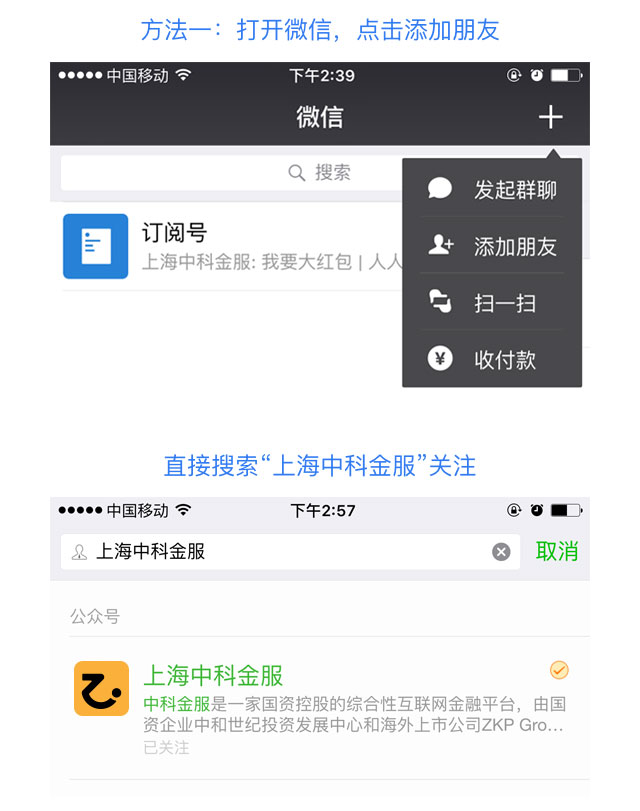 方法一：打开微信，点击添加朋友
中国移动 下午2:39
微信
搜索
发起群聊
订阅号
上海中科金服: 我要大红包 | 人人
添加朋友
扫一扫
¥ 收付款
直接搜索“上海中科金服”关注
中国移动 下午2:57
上海中科金服 取消
公众号
上海中科金服
中科金服是一家国资控股的综合性互联网金融平台，由国
资企业中和世纪投资发展中心和海外上市公司ZKP Gro...
已关注